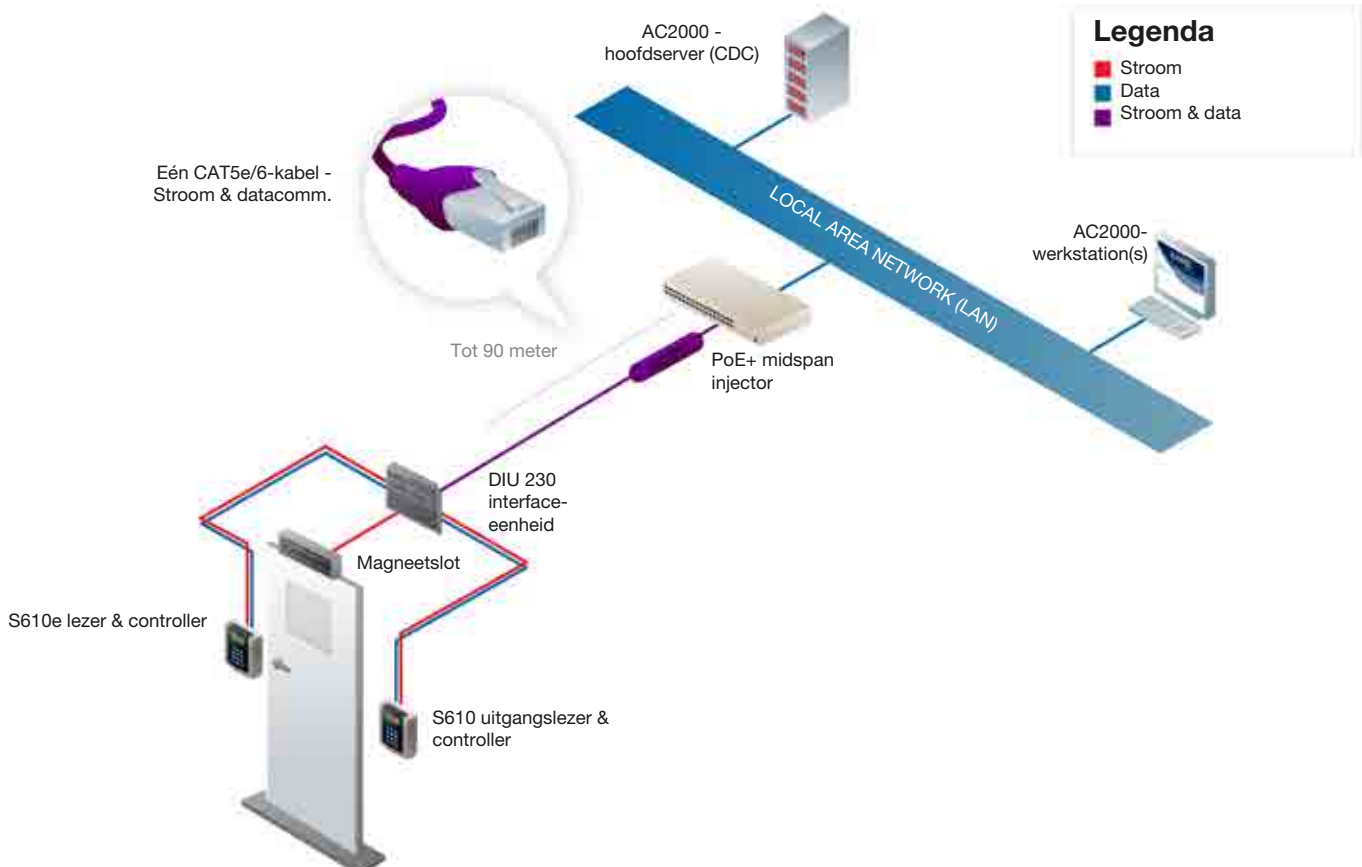 AC2000 -
hoofdserver (CDC)
Legenda
Stroom
Data
Stroom & data
Eén CAT5e/6-kabel -
Stroom & datacomm.
LOCAL AREA NETWORK (LAN)
AC2000-
werkstation(s)
Tot 90 meter
PoE+ midspan
injector
DIU 230
interface-
eenheid
Magneetslot
S610e lezer & controller
S610 uitgangslezer &
controller